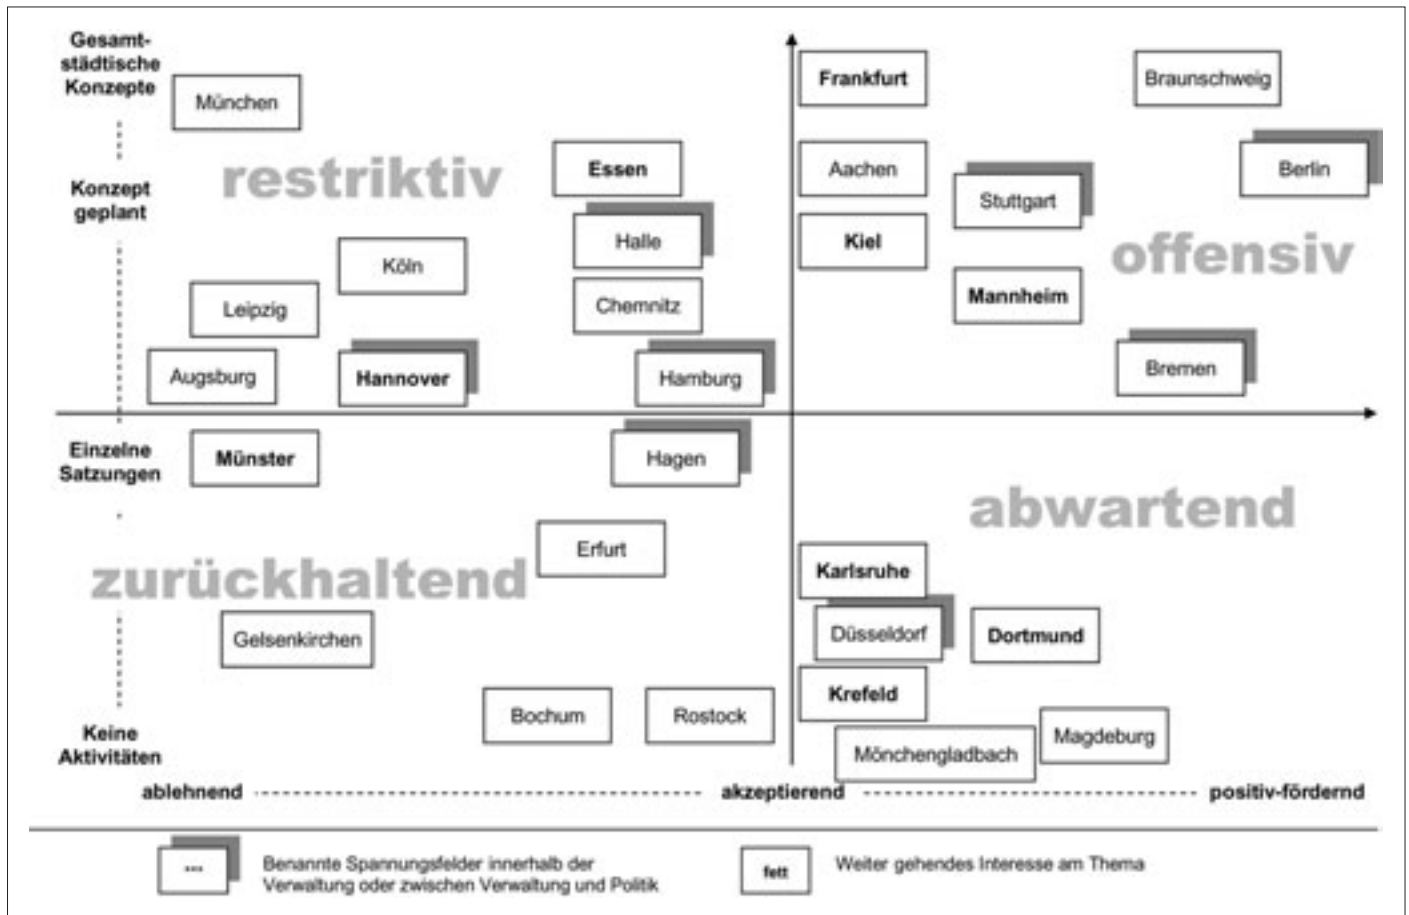 Gesamt-
städtische
Konzepte
München
Frankfurt
Braunschweig
restriktiv
Essen
Aachen
Berlin
Konzept
geplant
Stuttgart
Halle
Kiel
offensiv
Köln
Leipzig
Chemnitz
Mannheim
Augsburg
Hannover
Hamburg
Bremen
Einzelne
Satzungen
Münster
Hagen
abwartend
Erfurt
zurückhaltend
Karlsruhe
Gelsenkirchen
Düsseldorf
Dortmund
Krefeld
Bochum
Rostock
Keine
Aktivitäten
Mönchengladbach
Magdeburg
ablehnend
akzeptierend
positiv-fördernd
---
Benannte Spannungsfelder innerhalb der
Verwaltung oder zwischen Verwaltung und Politik
fett
Weiter gehendes Interesse am Thema